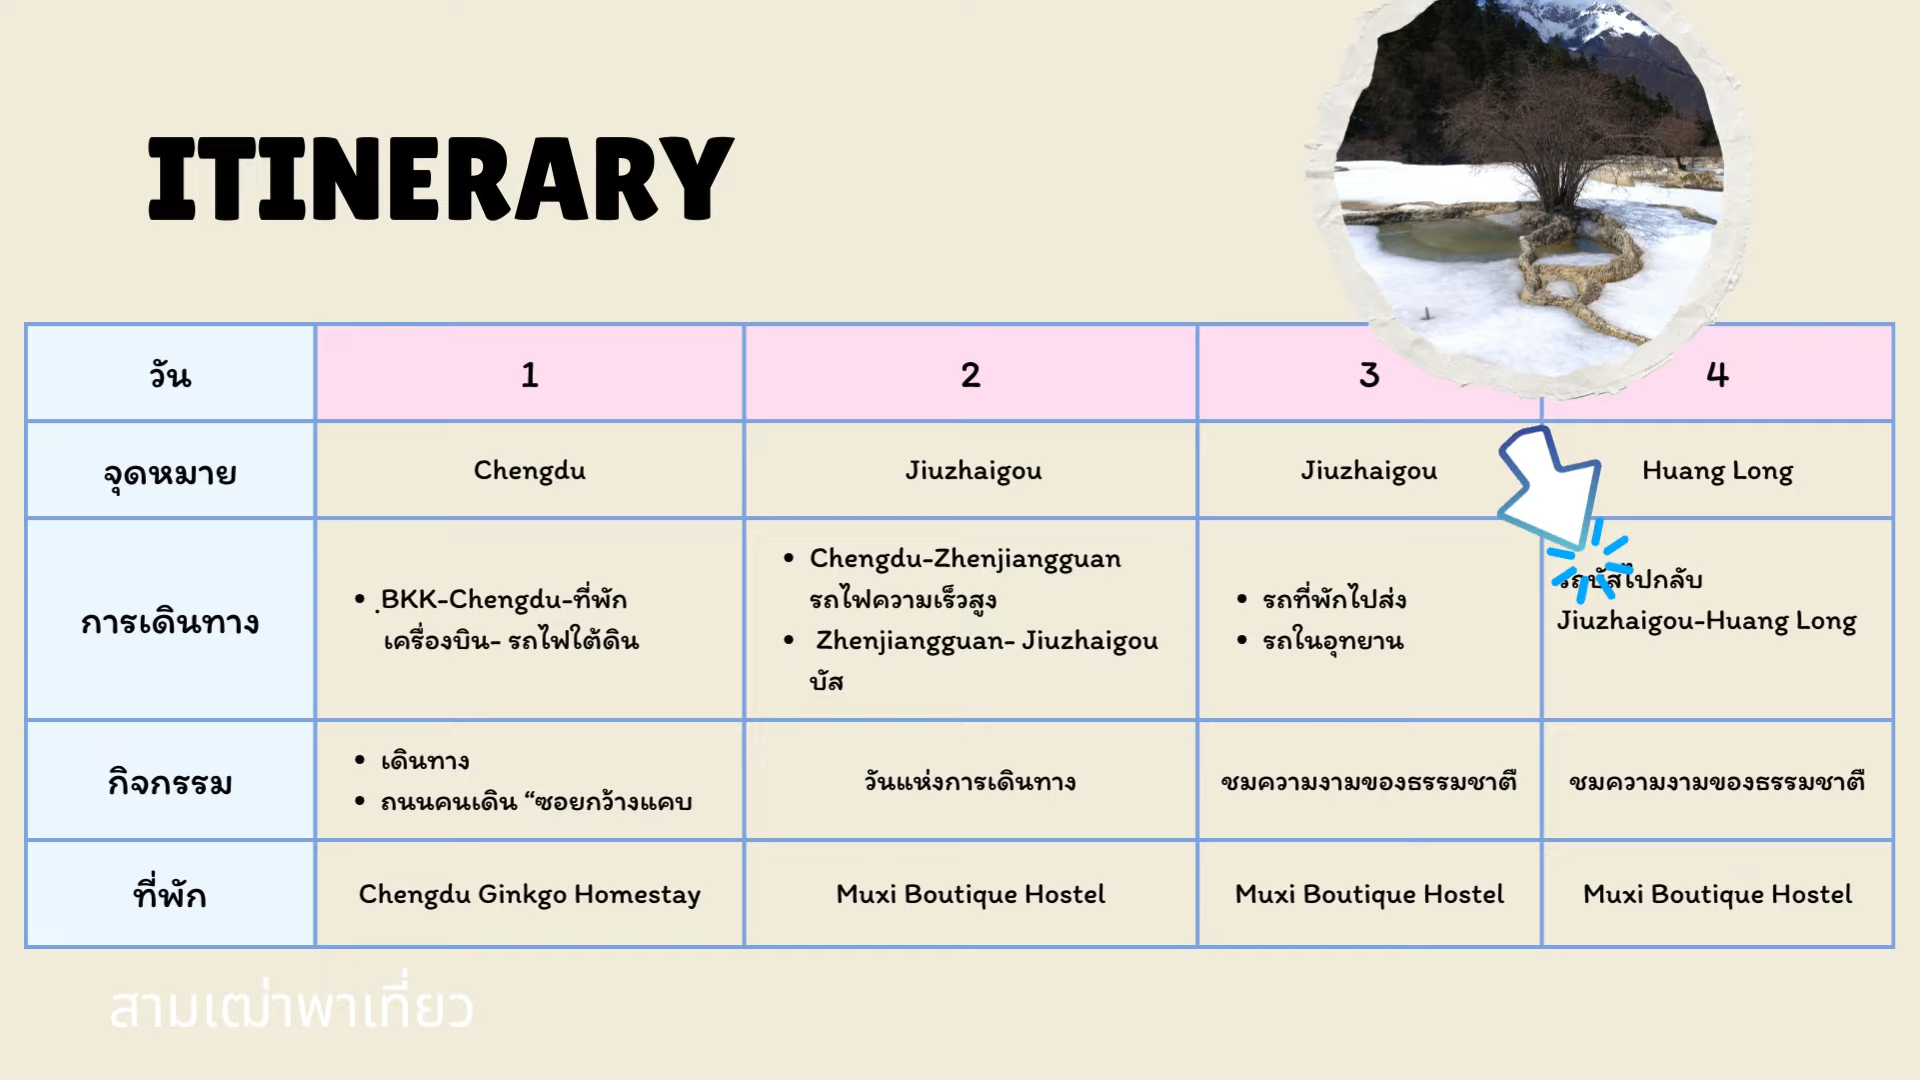 ITINERARY
วัน
1
2
3
4
จุดหมาย
Chengdu
Jiuzhaigou
Jiuzhaigou
Huang Long
การเดินทาง
• BKK-Chengdu-ที่พัก
เครื่องบิน- รถไฟใต้ดิน
• Chengdu-Zhenjiangguan
รถไฟความเร็วสูง
• Zhenjiangguan- Jiuzhaigou
บัส
• รถที่พักไปส่ง
• รถในอุทยาน
รถบัสไปกลับ
Jiuzhaigou-Huang Long
กิจกรรม
• เดินทาง
• ถนนคนเดิน “ซอยกว้างแคบ
วันแห่งการเดินทาง
ชมความงามของธรรมชาตื
ชมความงามของธรรมชาตื
ที่พัก
Chengdu Ginkgo Homestay
Muxi Boutique Hostel
Muxi Boutique Hostel
Muxi Boutique Hostel
สามเฒ่าพาเที่ยว